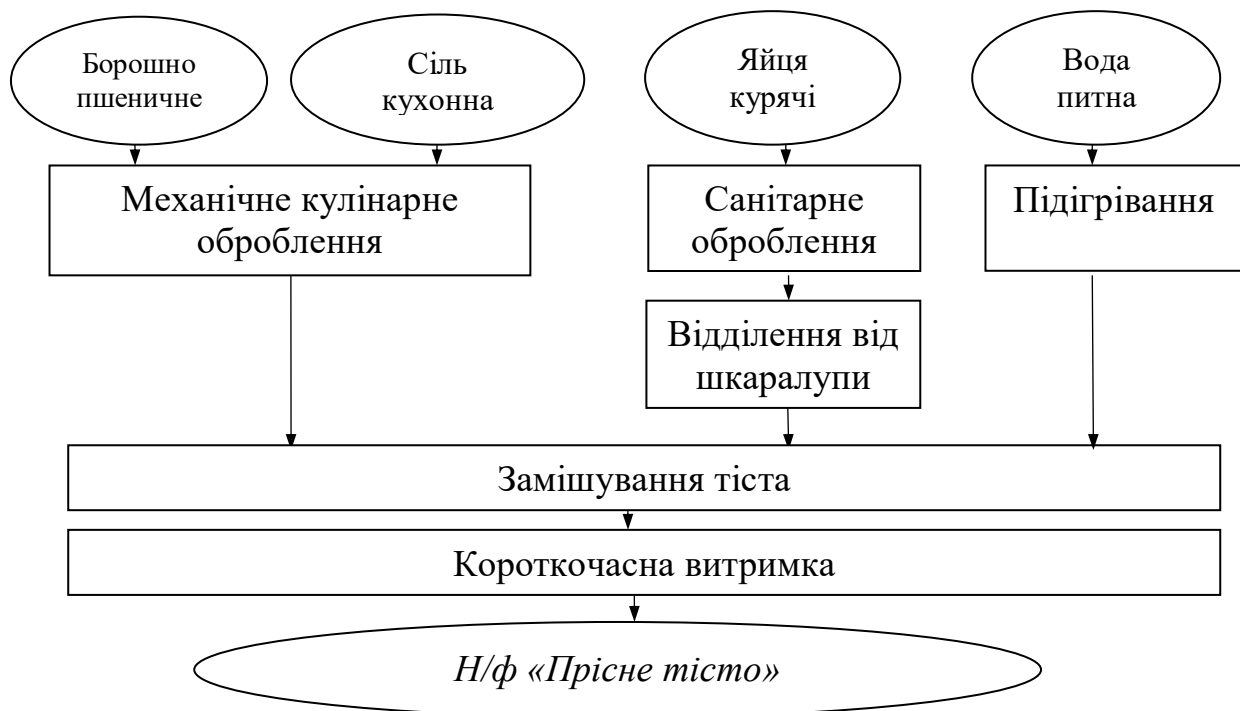 Борошно
пшеничне
Сіль
кухонна
Яйця
курячі
Вода
питна
Механічне кулінарне
оброблення
Санітарне
оброблення
Підігрівання
Відділення від
шкаралупи
Замішування тіста
Короткочасна витримка
Н/ф «Прісне тісто»